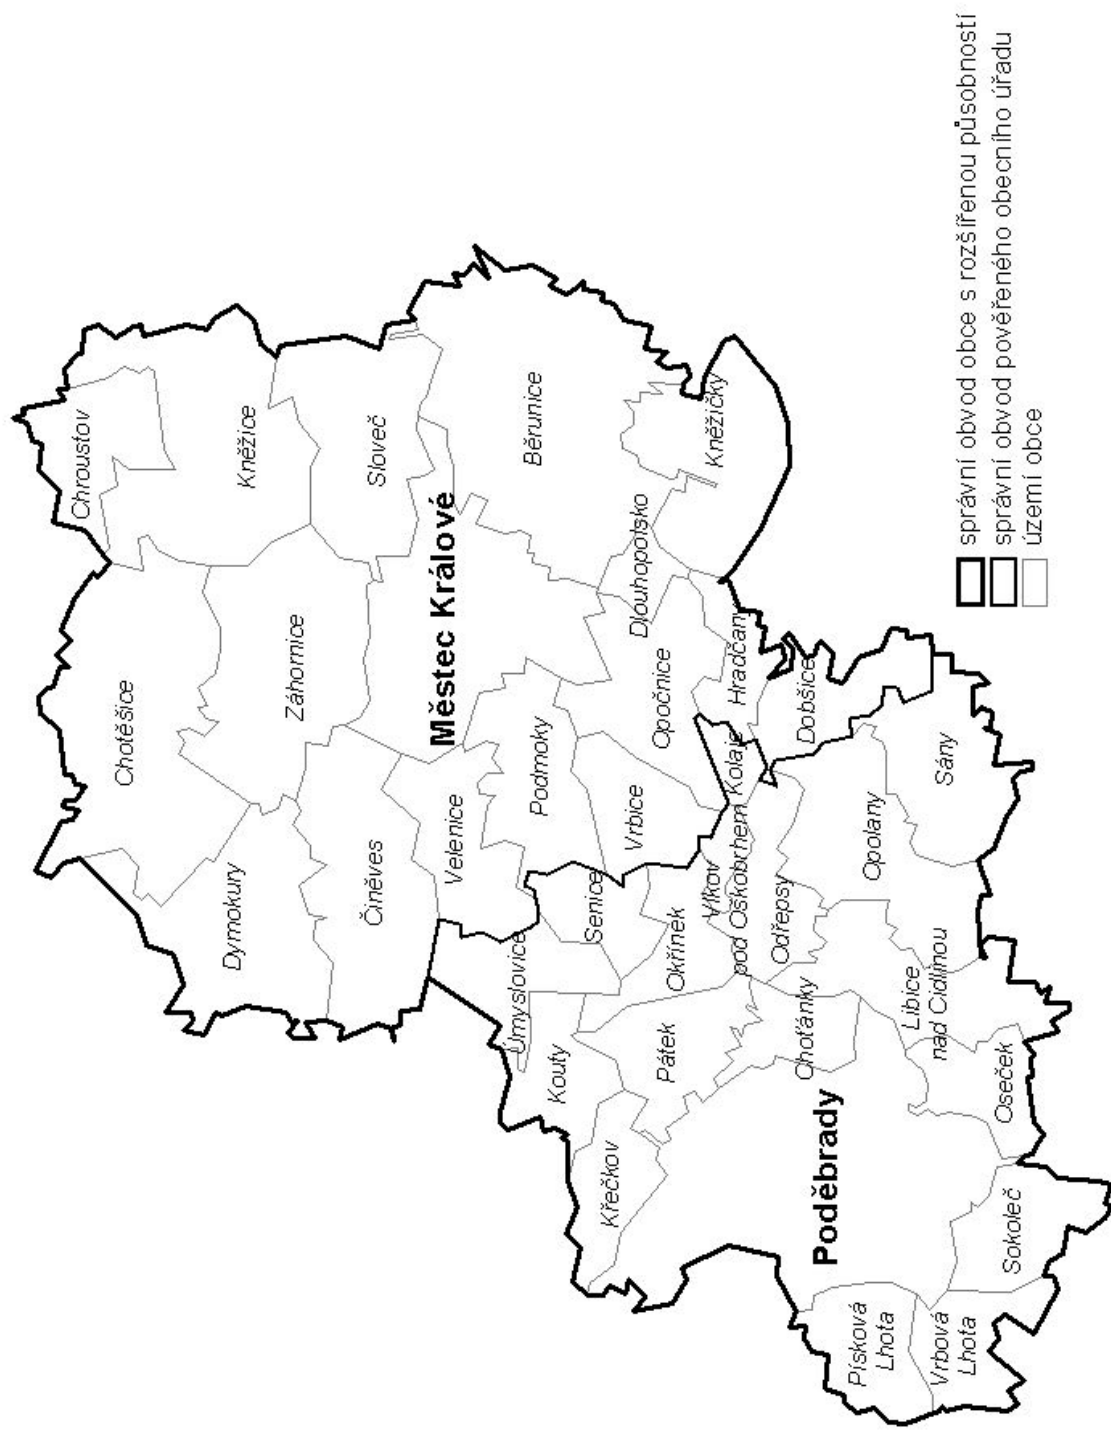 Chroustov
Kněžice
Chotěšice
Sloveč
Záhornice
Dymokury
Činěves
Městec Králové
Běrunice
Velenice
Podmoky
Kněžičky
Dlouhopolsko
Opočnice
Vrbice
Hradčany
Dobšice
Úmyslovice
Senice
Kouty
Okřínek
Vlkov
pod Oškobrhem
Kolaje
Křečkov
Pátek
Odřepsy
Choťánky
Opolany
Sány
Poděbrady
Libice
nad Cidlinou
Oseček
Písková
Lhota
Vrbová
Lhota
Sokoleč
správní obvod obce s rozšířenou působností
správní obvod pověřeného obecního úřadu
území obce